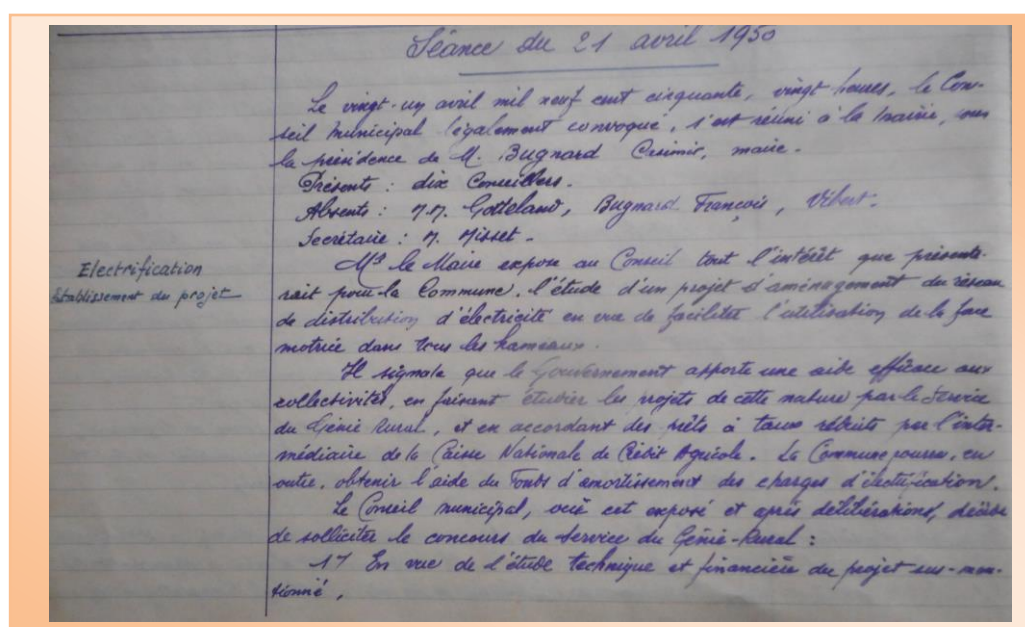 Séance du 21 avril 1950
Le vingt-un avril mil neuf cent cinquante, vingt heures, le Con-
seil Municipal légalement convoqué, s'est réuni à la Mairie, sous
la présidence de M. Bugnard Casimir, maire.
Présents : dix Conseillers.
Absents : M.M. Gotteland, Bugnard François, Vibert.
Secrétaire : M. Misset.
Electrification
Etablissement du projet
Mr le Maire expose au Conseil tout l'intérêt que présente-
rait pour la Commune, l'étude d'un projet d'aménagement du réseau
de distribution d'électricité en vue de faciliter l'utilisation de la force
motrice dans tous les hameaux.
Il signale que le Gouvernement apporte une aide efficace aux
collectivités, en faisant étudier les projets de cette nature par le Service
du Génie Rural, et en accordant des prêts à taux réduits par l'inter-
médiaire de la Caisse Nationale de Crédit Agricole. La Commune pourra, en
outre, obtenir l'aide du Fonds d'amortissement des charges d'électrification.
Le Conseil municipal, ouï cet exposé et après délibérations, décide
de solliciter le concours du Service du Génie-Rural :
1° En vue de l'étude technique et financière du projet sus-men-
tionné,